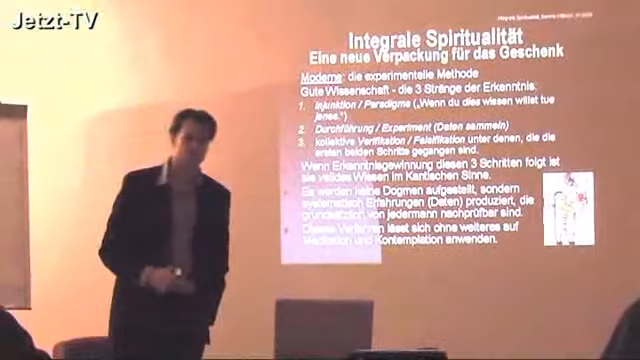 Jetzt-TV
Integrale Spiritualität
Eine neue Verpackung für das Geschenk
Moderne: die experimentelle Methode
Gute Wissenschaft - die 3 Stränge der Erkenntnis:
1. Injunktion / Paradigma („Wenn du dies wissen willst tue
jenes.“)
2. Durchführung / Experiment (Daten sammeln)
3. kollektive Verifikation / Falsifikation unter denen, die die
ersten beiden Schritte gegangen sind.
Wenn Erkenntnisgewinnung diesen 3 Schritten folgt ist
sie valides Wissen im Kantischen Sinne.
Es werden keine Dogmen aufgestellt, sondern
systematisch Erfahrungen (Daten) produziert, die
grundsätzlich von jedermann nachprüfbar sind.
Dieses Verfahren lässt sich ohne weiteres auf
Meditation und Kontemplation anwenden.